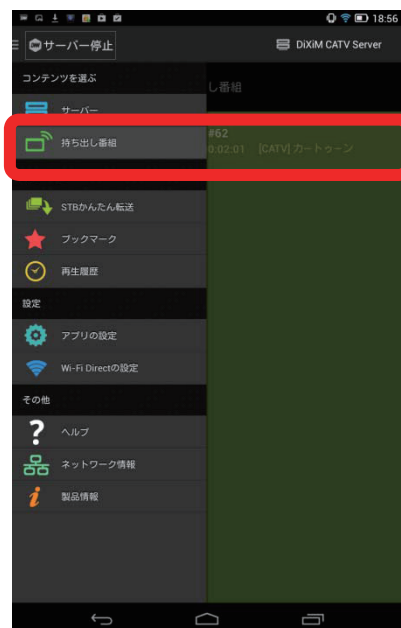 18:56
サーバー停止
DiXiM CATV Server
コンテンツを選ぶ
し番組
サーバー
持ち出し番組
#62
0:02:01 [CATV] カートゥーン
STBかんたん転送
ブックマーク
再生履歴
設定
アプリの設定
Wi-Fi Directの設定
その他
ヘルプ
ネットワーク情報
製品情報